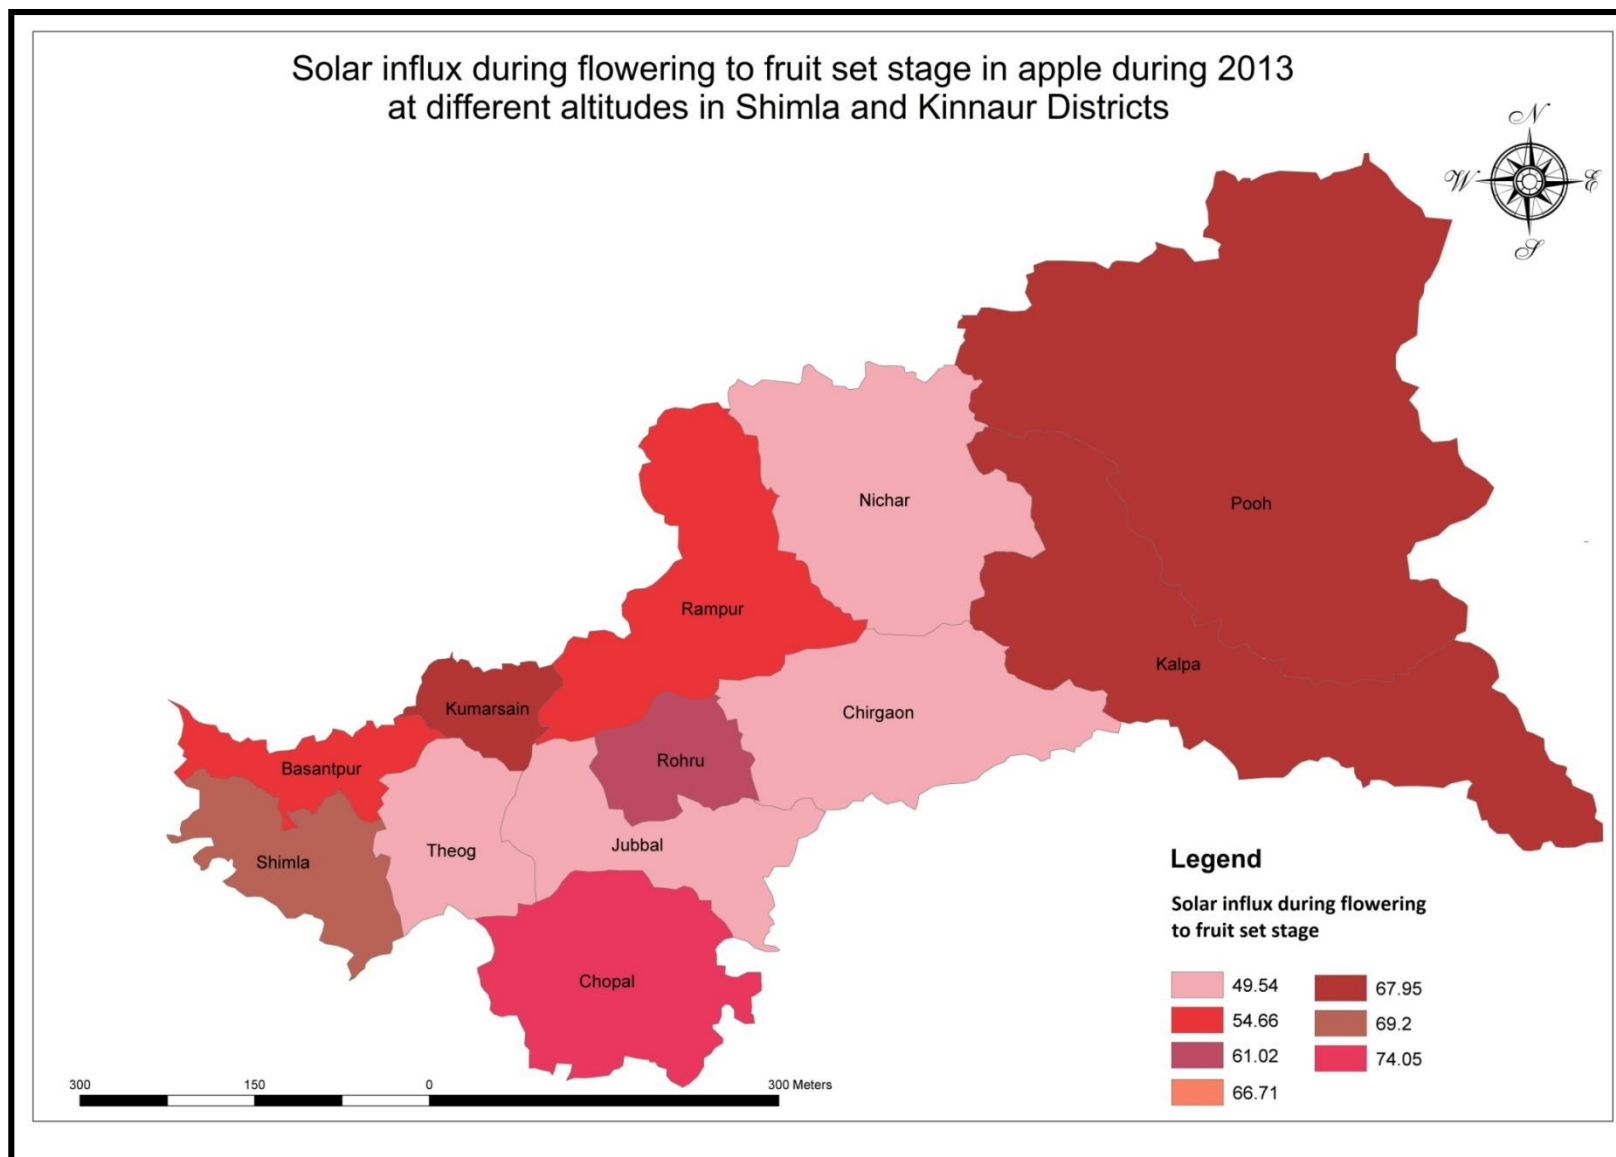 Solar influx during flowering to fruit set stage in apple during 2013
at different altitudes in Shimla and Kinnaur Districts
N
W
E
S
Pooh
Nichar
Rampur
Kalpa
Kumarsain
Chirgaon
Rohru
Basantpur
Jubbal
Theog
Shimla
Chopal
Legend
Solar influx during flowering
to fruit set stage
49.54
54.66
61.02
66.71
67.95
69.2
74.05
300 150 0 300 Meters